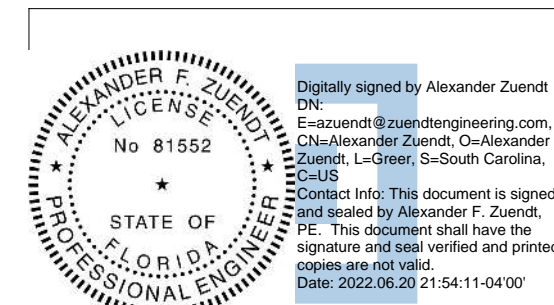 ALEXANDER F. ZUENDT
LICENSE
No 81552
STATE OF
FLORIDA
PROFESSIONAL ENGINEER
Digitally signed by Alexander Zuendt
DN:
E=azuendt@zuendtengineering.com,
CN=Alexander Zuendt, O=Alexander
Zuendt, L=Greer, S=South Carolina,
C=US
Contact Info: This document is signed
and sealed by Alexander F. Zuendt,
PE. This document shall have the
signature and seal verified and printed
copies are not valid.
Date: 2022.06.20 21:54:11-04'00'